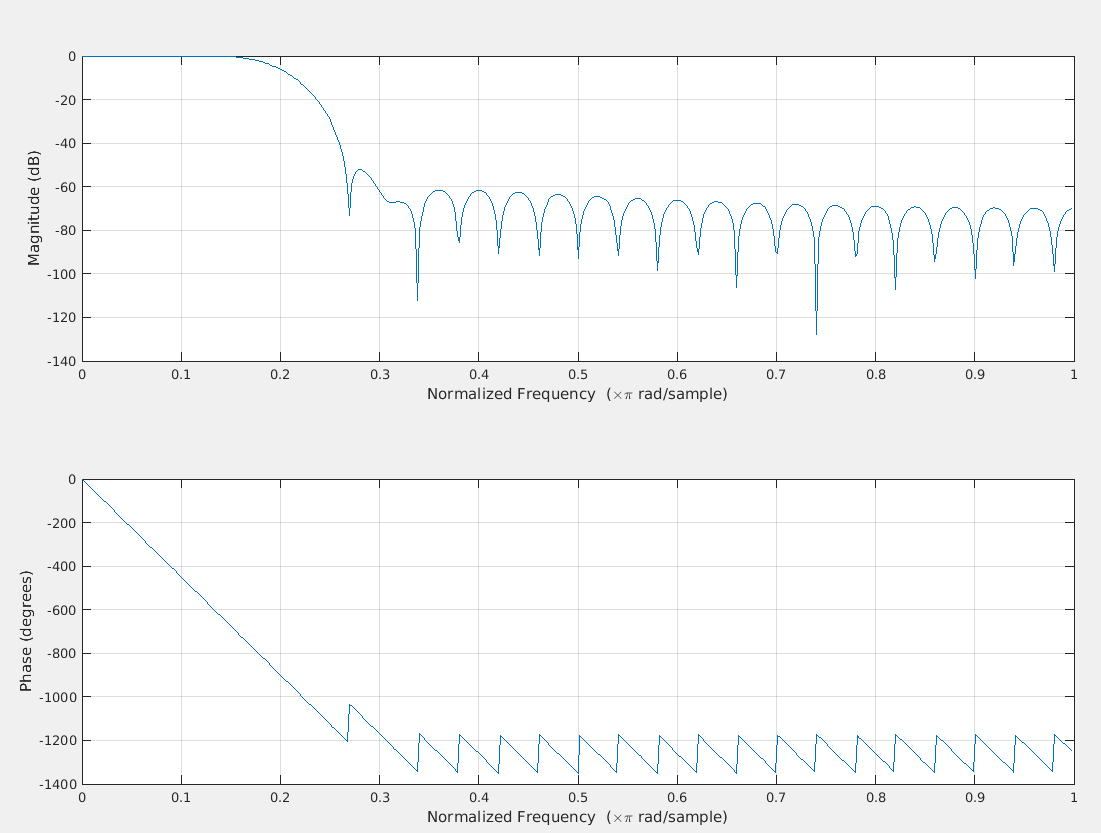 0
-20
-40
-60
-80
-100
-120
-140
Magnitude (dB)
0 0.1 0.2 0.3 0.4 0.5 0.6 0.7 0.8 0.9 1
Normalized Frequency (×π rad/sample)
0
-200
-400
-600
-800
-1000
-1200
-1400
Phase (degrees)
0 0.1 0.2 0.3 0.4 0.5 0.6 0.7 0.8 0.9 1
Normalized Frequency (×π rad/sample)